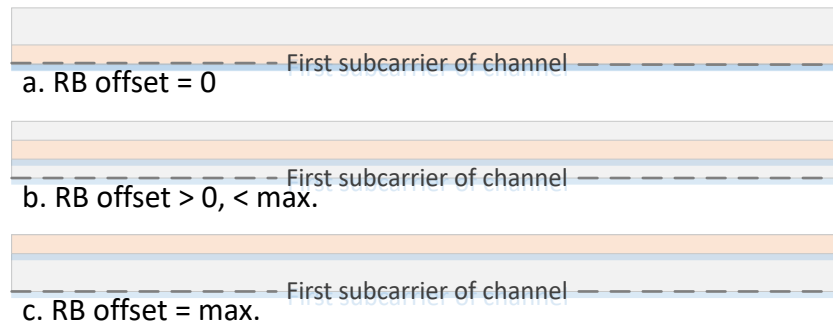 First subcarrier of channel
a. RB offset = 0
First subcarrier of channel
b. RB offset > 0, < max.
First subcarrier of channel
c. RB offset = max.